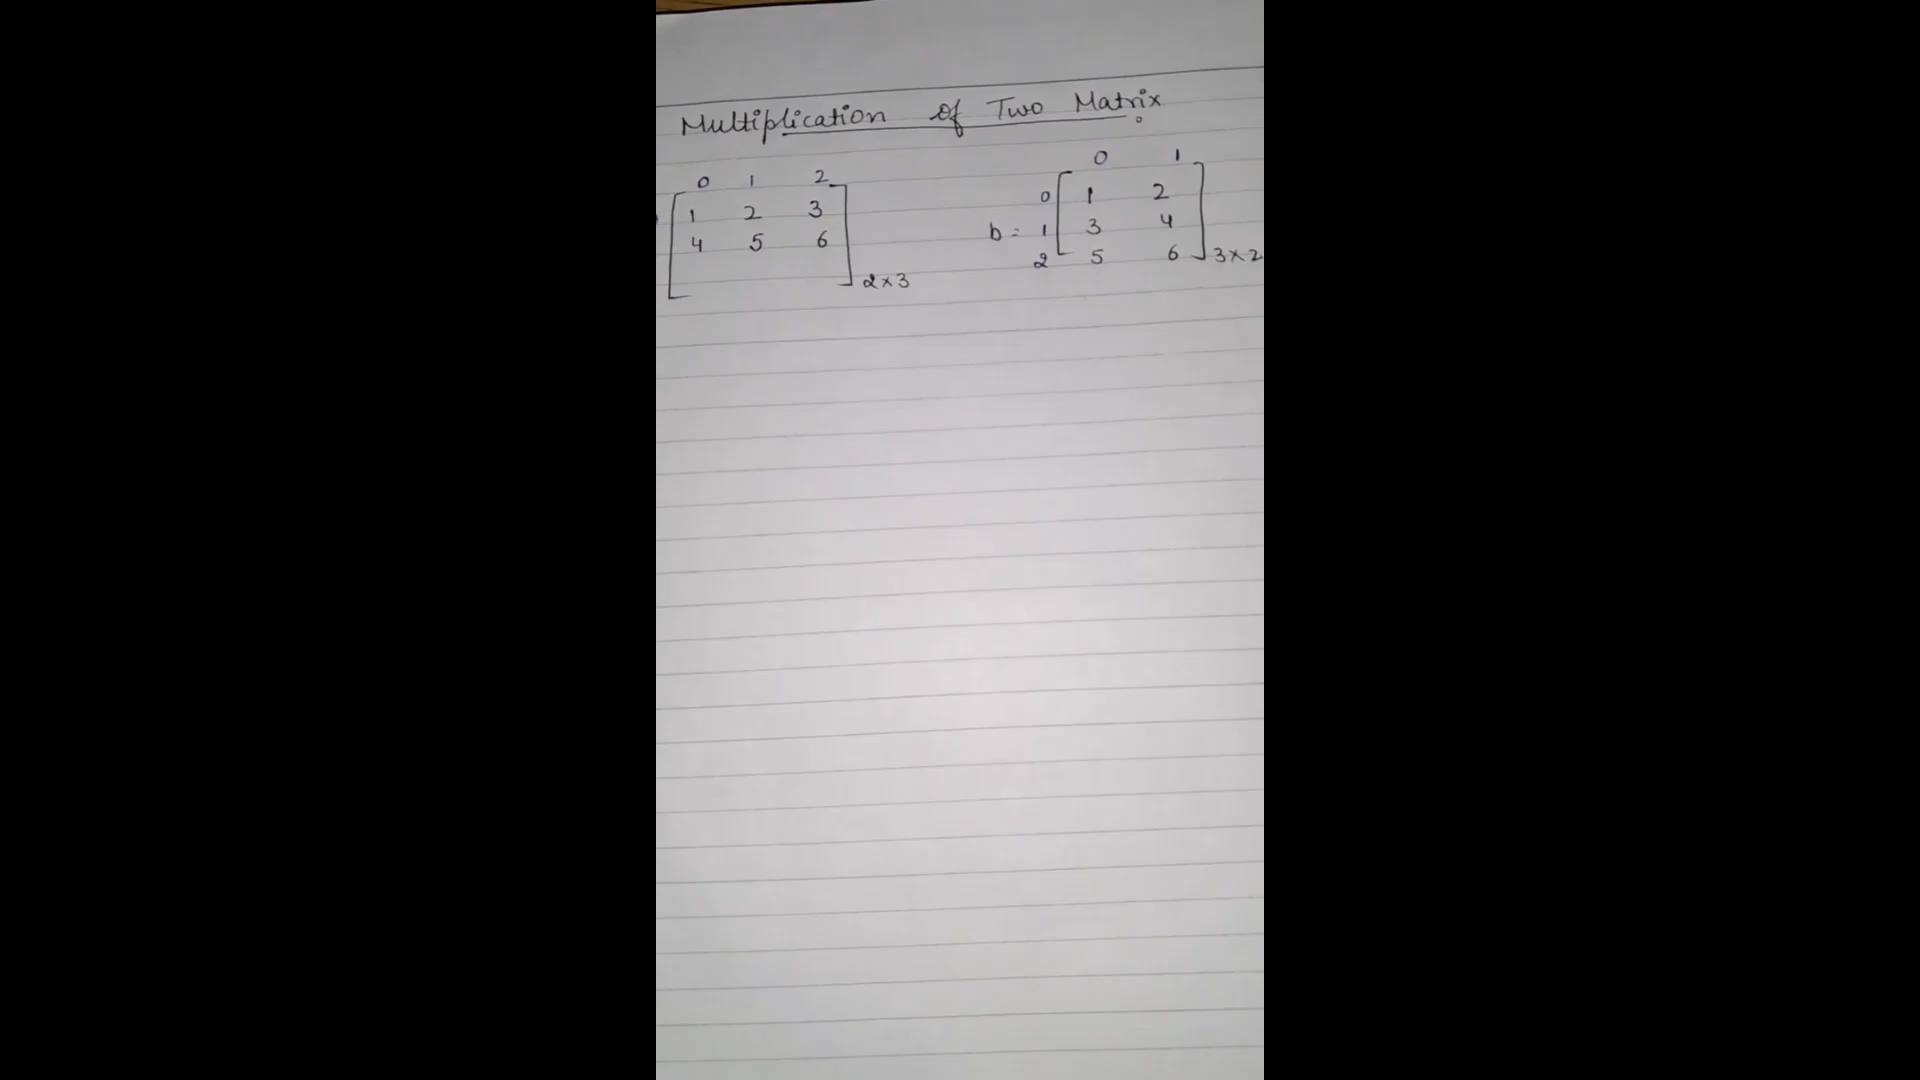 Multiplication of Two Matrix
0 1 2
1 2 3
4 5 6
2×3
0 1
0 1 2
b = 1 3 4
2 5 6 3×2